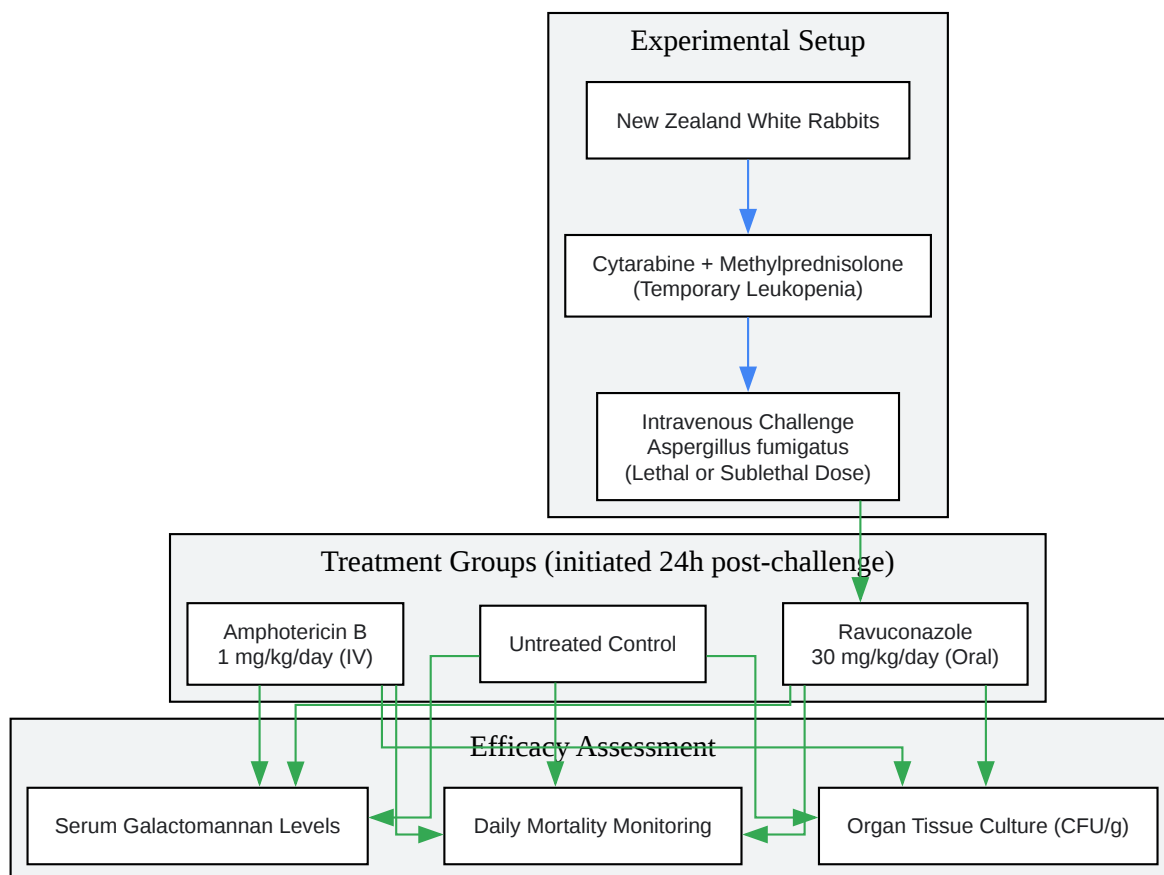 Experimental Setup
New Zealand White Rabbits
Cytarabine + Methylprednisolone
(Temporary Leukopenia)
Intravenous Challenge
Aspergillus fumigatus
(Lethal or Sublethal Dose)
Treatment Groups (initiated 24h post-challenge)
Amphotericin B
1 mg/kg/day (IV)
Untreated Control
Ravuconazole
30 mg/kg/day (Oral)
Efficacy Assessment
Serum Galactomannan Levels
Daily Mortality Monitoring
Organ Tissue Culture (CFU/g)